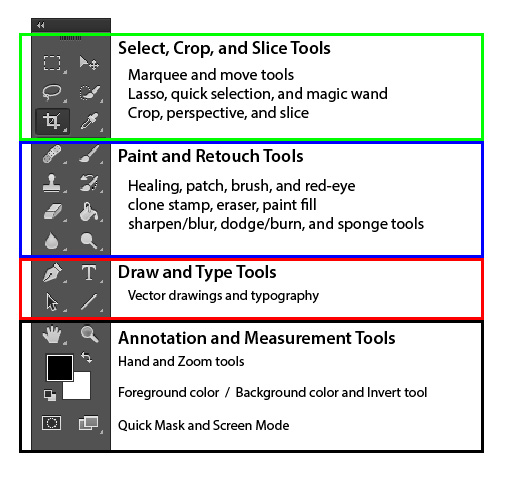 Select, Crop, and Slice Tools
Marquee and move tools
Lasso, quick selection, and magic wand
Crop, perspective, and slice
Paint and Retouch Tools
Healing, patch, brush, and red-eye
clone stamp, eraser, paint fill
sharpen/blur, dodge/burn, and sponge tools
Draw and Type Tools
Vector drawings and typography
Annotation and Measurement Tools
Hand and Zoom tools
Foreground color / Background color and Invert tool
Quick Mask and Screen Mode